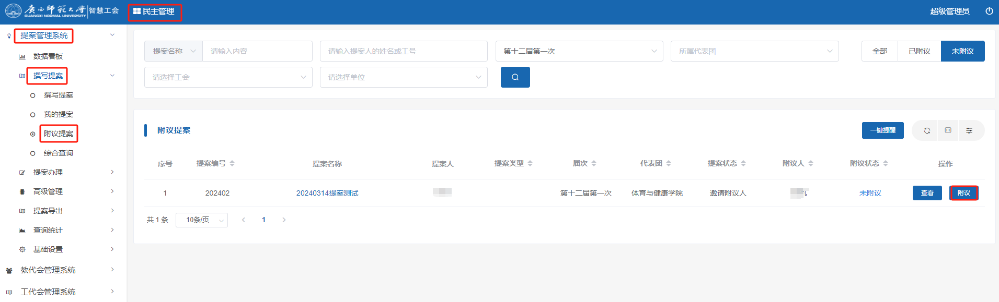 广西师范大学 智慧工会
GUANGXI NORMAL UNIVERSITY
民主管理
超级管理员
提案管理系统
数据看板
撰写提案
撰写提案
我的提案
附议提案
综合查询
提案办理
高级管理
提案导出
查询统计
基础设置
教代会管理系统
工代会管理系统
提案名称 请输入内容 请输入提案人的姓名或工号 第十二届第一次 所属代表团 全部 已附议 未附议
请选择工会 请选择单位
附议提案 一键提醒
序号 提案编号 提案名称 提案人 提案类型 届次 代表团 提案状态 附议人 附议状态 操作
1 202402 20240314提案测试 第十二届第一次 体育与健康学院 邀请附议人 未附议 查看 附议
共 1 条 10条/页 1